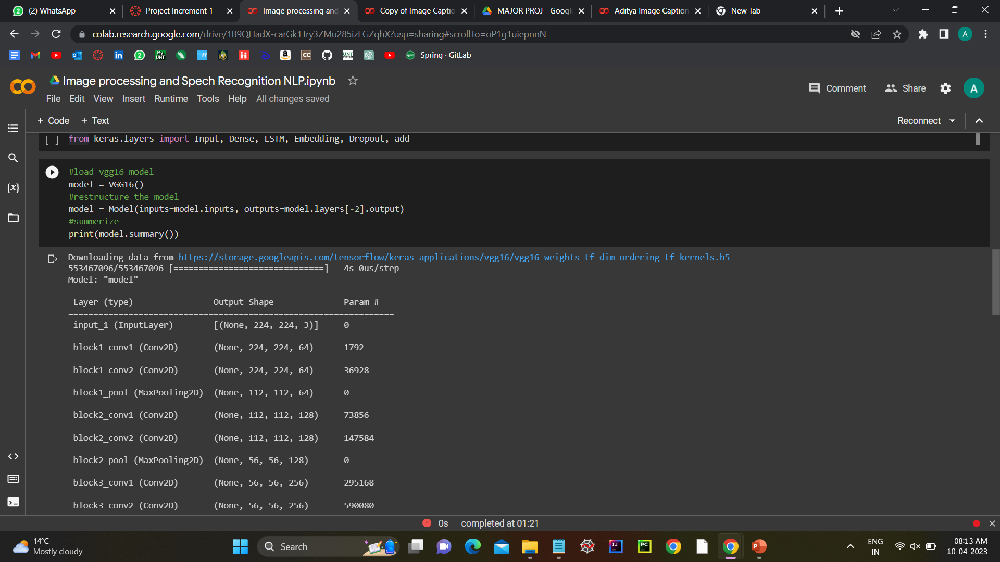 (2) WhatsApp
Project Increment 1
Image processing and
Copy of Image Captio
MAJOR PROJ - Googl
Aditya Image Caption
New Tab
colab.research.google.com/drive/1B9QHadX-carGk1Try3ZMu285izEGZqhX?usp=sharing#scrollTo=oP1g1uiepnnN
A
Spring · GitLab
Image processing and Spech Recognition NLP.ipynb
Comment
Share
A
File Edit View Insert Runtime Tools Help All changes saved
+ Code + Text
Reconnect
[ ] from keras.layers import Input, Dense, LSTM, Embedding, Dropout, add
#load vgg16 model
model = VGG16()
#restructure the model
model = Model(inputs=model.inputs, outputs=model.layers[-2].output)
#summerize
print(model.summary())
Downloading data from https://storage.googleapis.com/tensorflow/keras-applications/vgg16/vgg16_weights_tf_dim_ordering_tf_kernels.h5
553467096/553467096 [==============================] - 4s 0us/step
Model: "model"
Layer (type) Output Shape Param #
=================================================================
input_1 (InputLayer) [(None, 224, 224, 3)] 0
block1_conv1 (Conv2D) (None, 224, 224, 64) 1792
block1_conv2 (Conv2D) (None, 224, 224, 64) 36928
block1_pool (MaxPooling2D) (None, 112, 112, 64) 0
block2_conv1 (Conv2D) (None, 112, 112, 128) 73856
block2_conv2 (Conv2D) (None, 112, 112, 128) 147584
block2_pool (MaxPooling2D) (None, 56, 56, 128) 0
block3_conv1 (Conv2D) (None, 56, 56, 256) 295168
block3_conv2 (Conv2D) (None, 56, 56, 256) 590080
0s completed at 01:21
14°C
Mostly cloudy
Search
ENG
IN
08:13 AM
10-04-2023